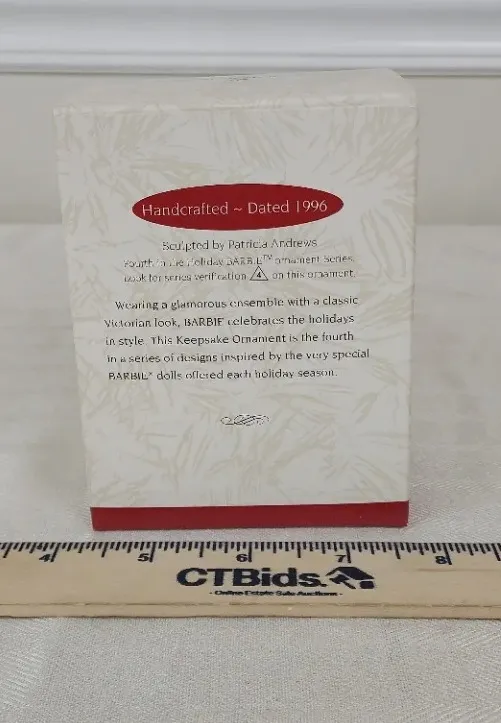 Handcrafted ~ Dated 1996
Sculpted by Patricia Andrews
Fourth in the Holiday BARBIE™ ornament series.
Look for series verification 4 on this ornament.
Wearing a glamorous ensemble with a classic
Victorian look, BARBIE celebrates the holidays
in style. This Keepsake Ornament is the fourth
in a series of designs inspired by the very special
BARBIE® dolls offered each holiday season.
4 5 6 7 8
CTBids.
- Online Estate Sale Auctions -